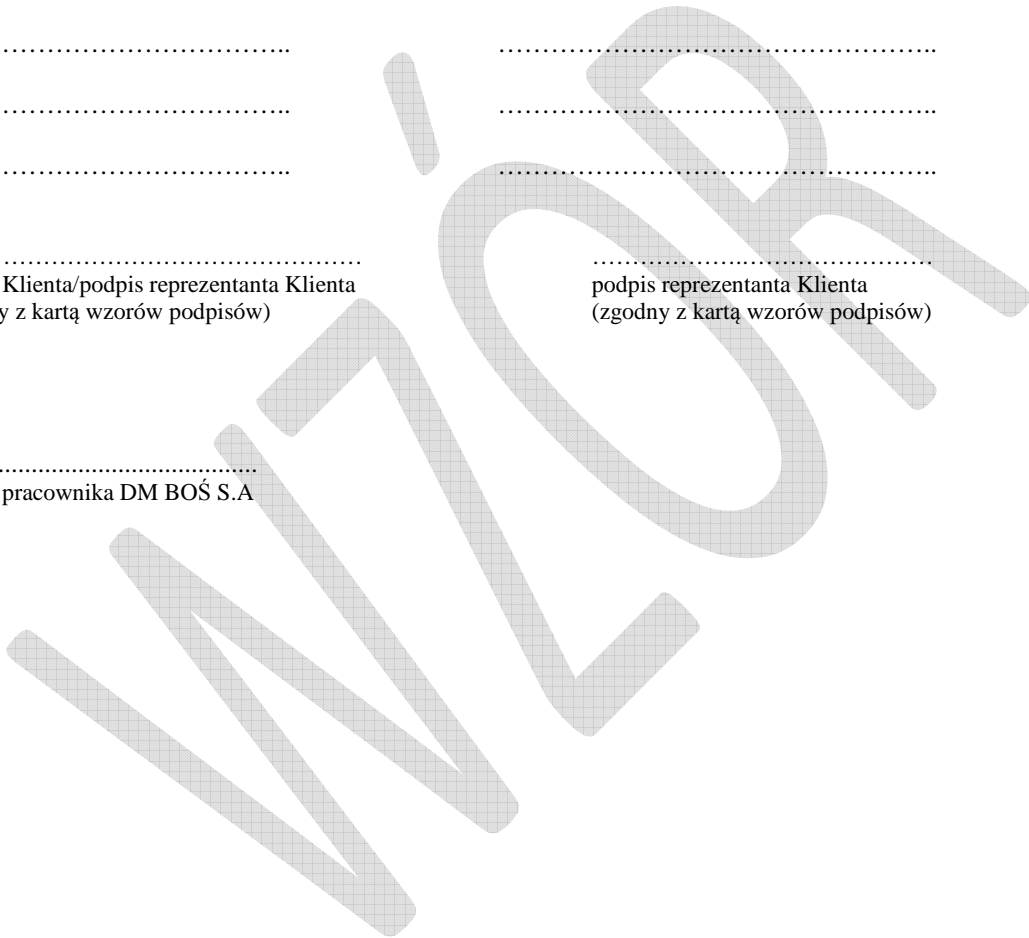 …………………………….. …………………………………………..
…………………………….. …………………………………………..
…………………………….. …………………………………………..
…………………………………… ……………..…………………
Klienta/podpis reprezentanta Klienta podpis reprezentanta Klienta
z kartą wzorów podpisów) (zgodny z kartą wzorów podpisów)
........................................
pracownika DM BOŚ S.A
WZÓR